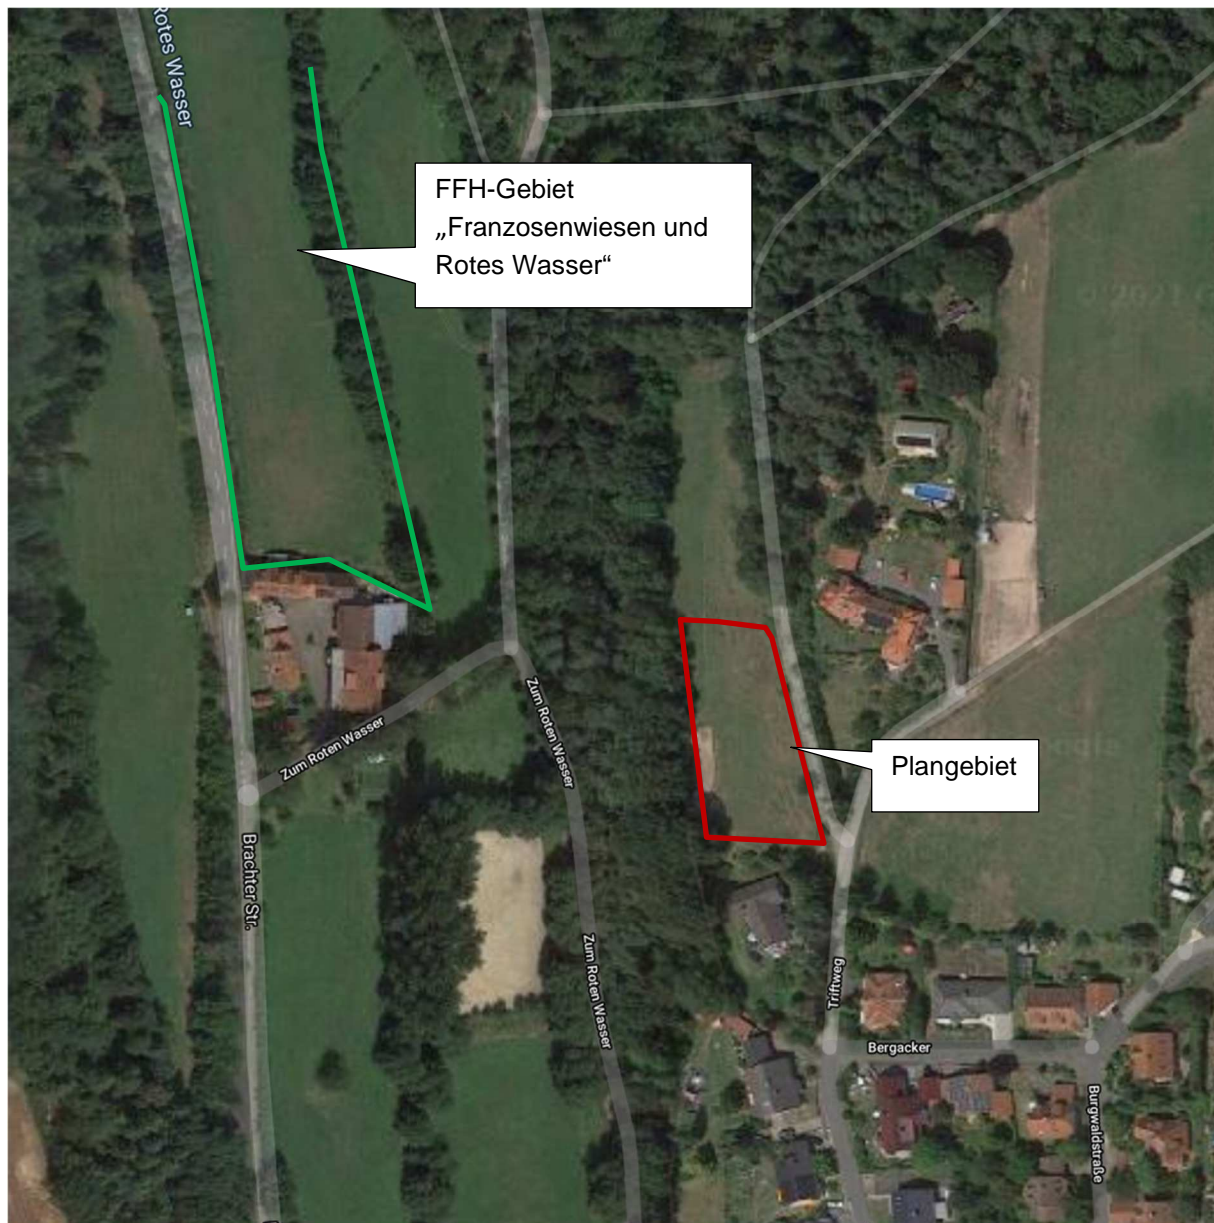 Rotes Wasser
FFH-Gebiet
„Franzosenwiesen und
Rotes Wasser“
Zum Roten Wasser
Zum Roten Wasser
Plangebiet
Brachter Str.
Zum Roten Wasser
Triftweg
Bergacker
Burgwaldstraße